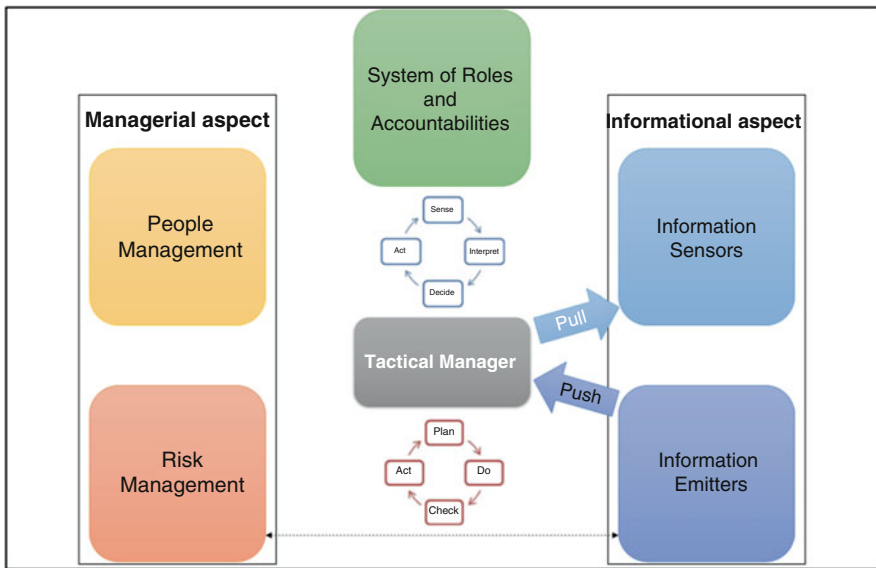 System of Roles
and
Accountabilities
Managerial aspect
People
Management
Risk
Management
Sense
Interpret
Decide
Act
Tactical Manager
Plan
Do
Check
Act
Pull
Push
Informational aspect
Information
Sensors
Information
Emitters